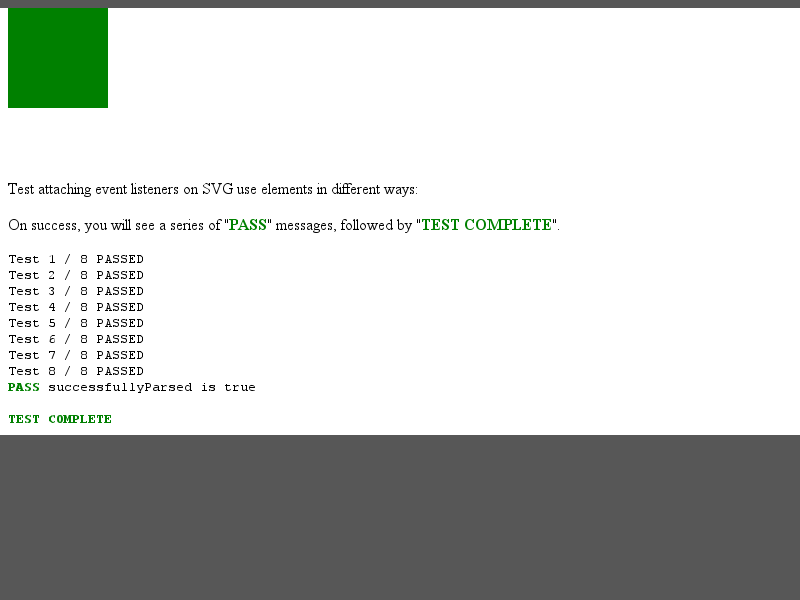 Test attaching event listeners on SVG use elements in different ways:
On success, you will see a series of "PASS" messages, followed by "TEST COMPLETE".
Test 1 / 8 PASSED
Test 2 / 8 PASSED
Test 3 / 8 PASSED
Test 4 / 8 PASSED
Test 5 / 8 PASSED
Test 6 / 8 PASSED
Test 7 / 8 PASSED
Test 8 / 8 PASSED
PASS successfullyParsed is true
TEST COMPLETE